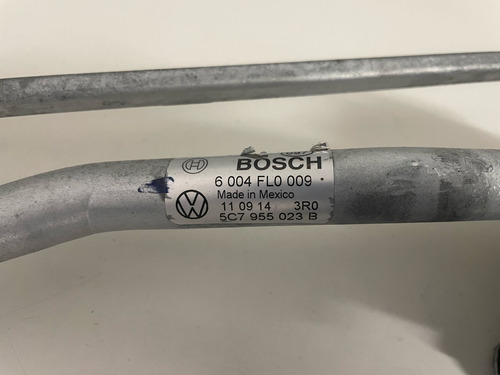 BOSCH
6 004 FL0 009
Made in Mexico
11 09 14 3R0
5C7 955 023 B